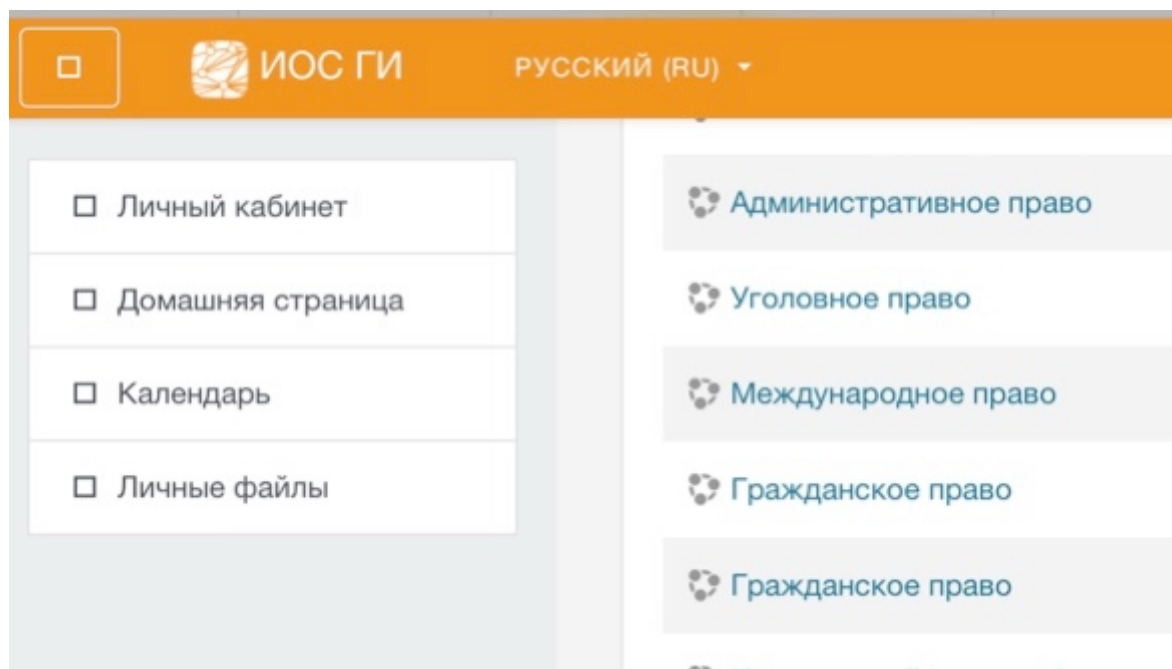 ИОС ГИ
РУССКИЙ (RU)
Личный кабинет
Домашняя страница
Календарь
Личные файлы
Административное право
Уголовное право
Международное право
Гражданское право
Гражданское право